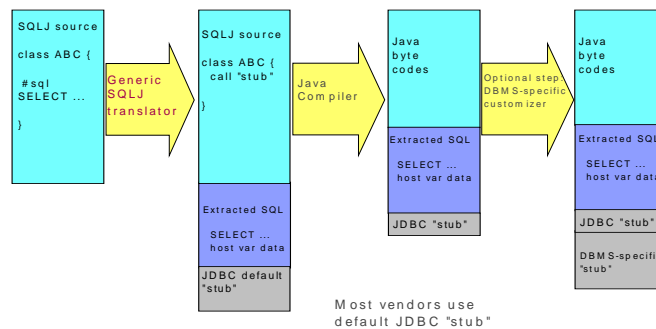 SQLJ source
class ABC {
#sql
SELECT ...
}
Generic
SQLJ
translator
SQLJ source
class ABC {
call "stub"
}
Extracted SQL
SELECT ...
host var data
JDBC default
"stub"
Java
Compiler
Java
byte
codes
Extracted SQL
SELECT ...
host var data
JDBC "stub"
Optional step:
DBMS-specific
customizer
Java
byte
codes
Extracted SQL
SELECT ...
host var data
JDBC "stub"
DBMS-specific
"stub"
Most vendors use
default JDBC "stub"